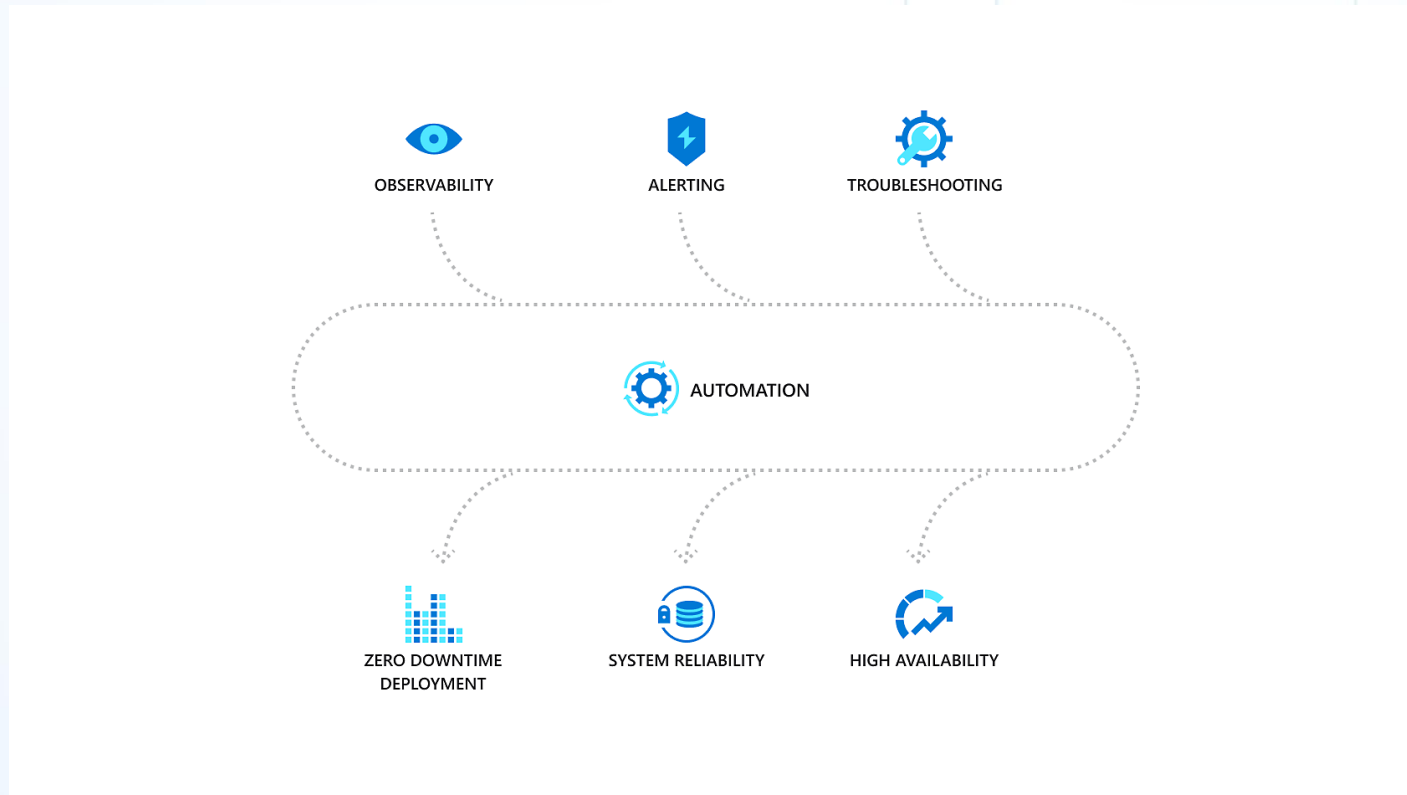 OBSERVABILITY
ALERTING
TROUBLESHOOTING
AUTOMATION
ZERO DOWNTIME
DEPLOYMENT
SYSTEM RELIABILITY
HIGH AVAILABILITY